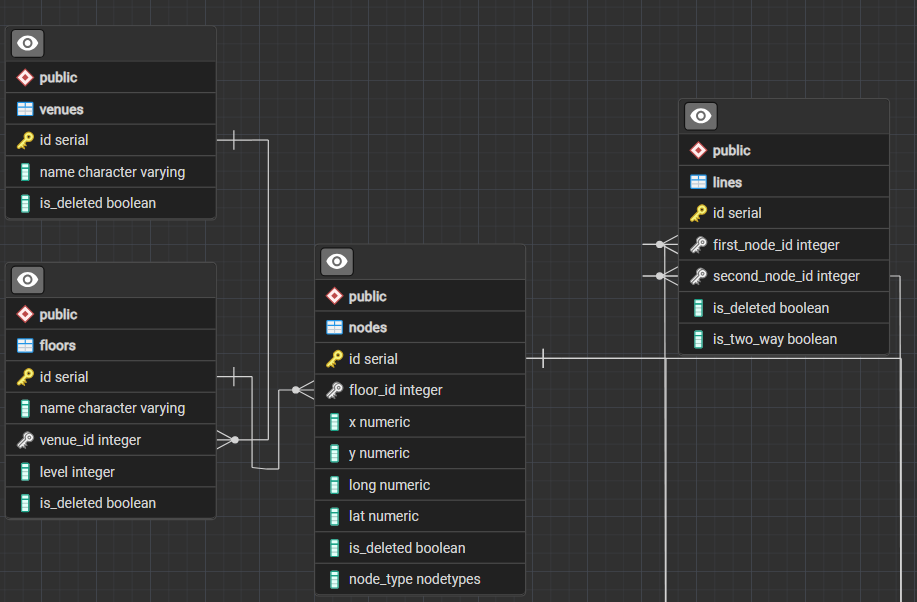 public
venues
id serial
name character varying
is_deleted boolean
public
floors
id serial
name character varying
venue_id integer
level integer
is_deleted boolean
public
nodes
id serial
floor_id integer
x numeric
y numeric
long numeric
lat numeric
is_deleted boolean
node_type nodetypes
public
lines
id serial
first_node_id integer
second_node_id integer
is_deleted boolean
is_two_way boolean